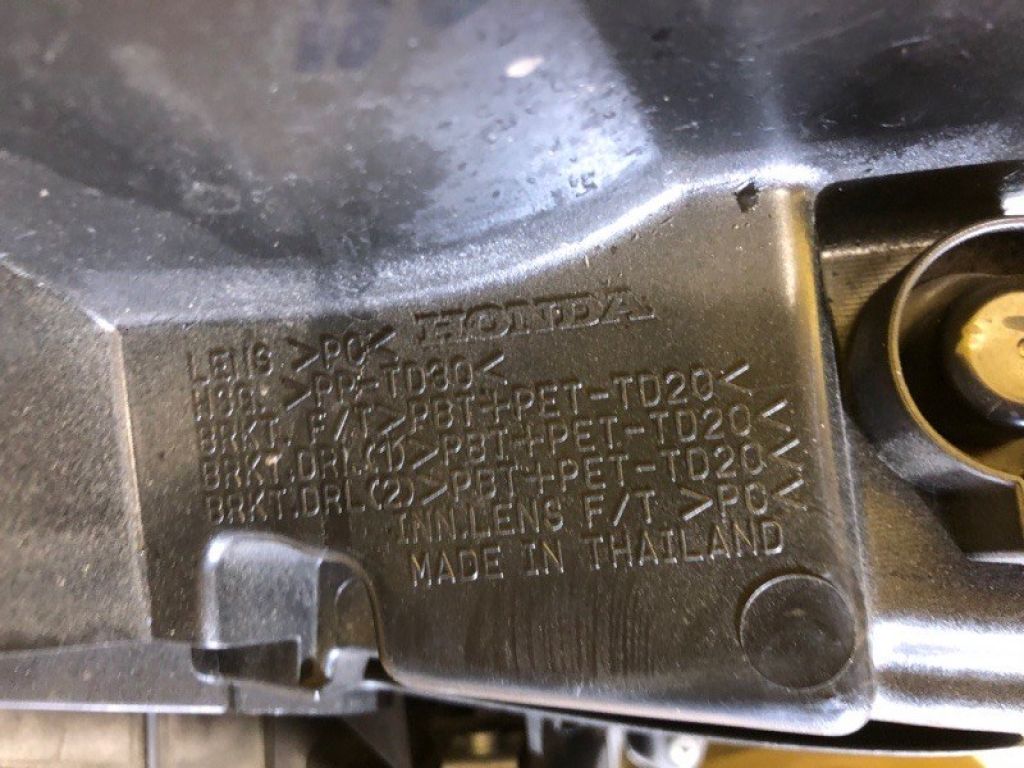 HONDA
LENS >PC<
HSG. >PP-TD30<
BRKT. F/T>PBT+PET-TD20<
BRKT.DRL(1)>PBT+PET-TD20<
BRKT.DRL(2)>PBT+PET-TD20<
INN.LENS F/T >PC<
MADE IN THAILAND